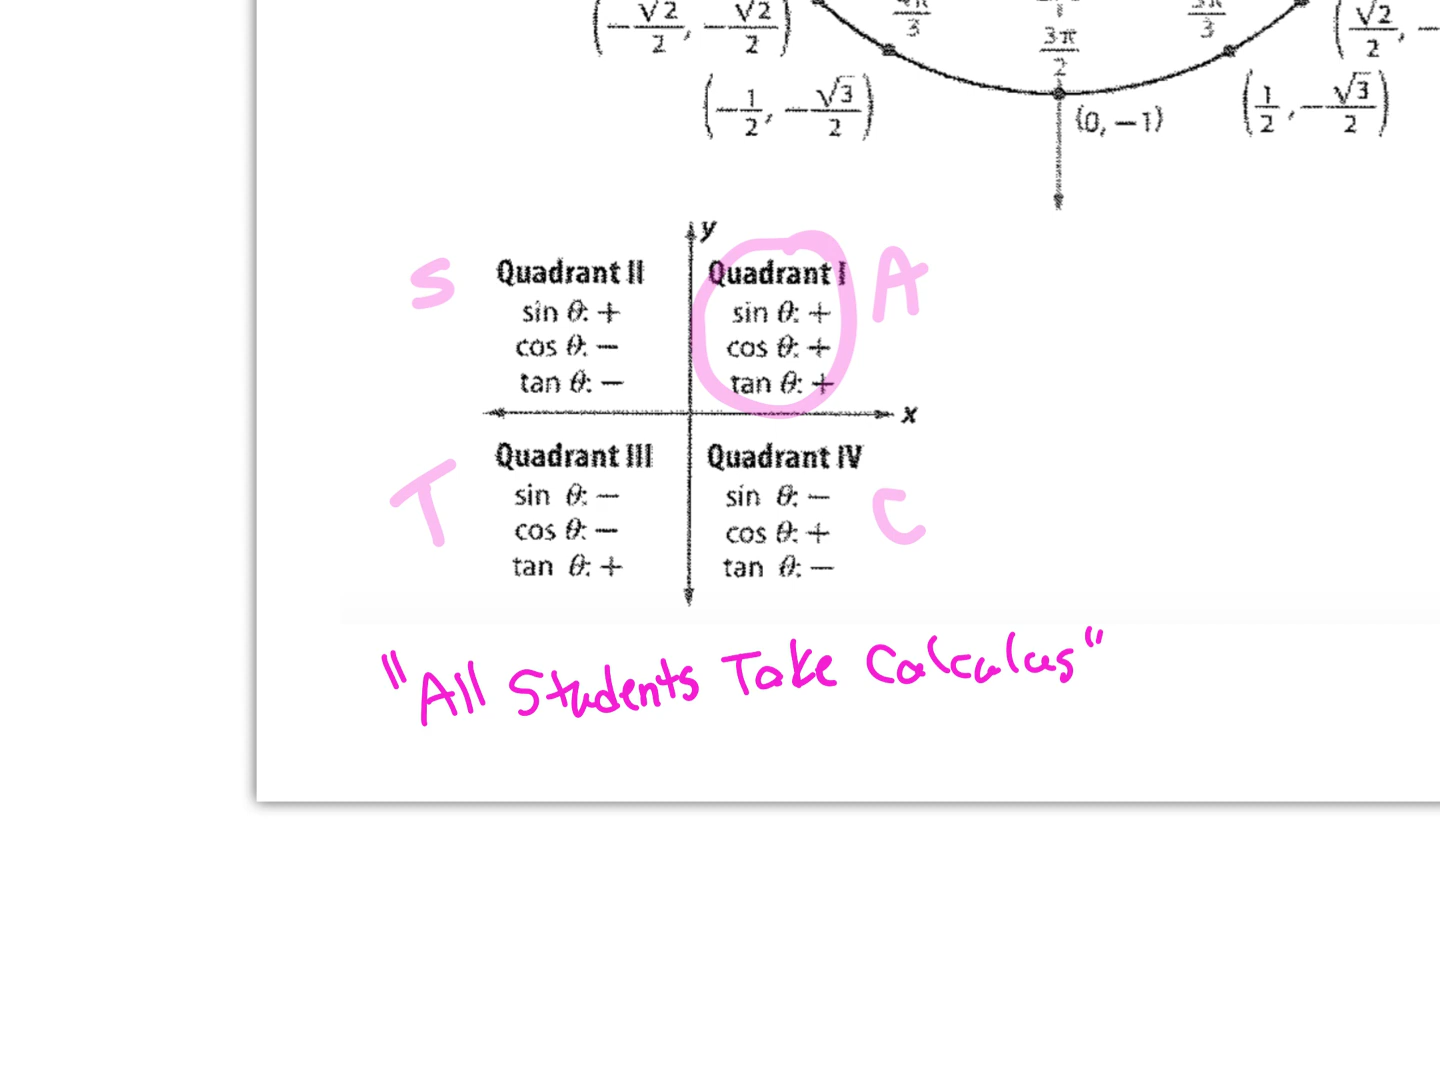 (-√2/2, -√2/2)
3
3π/2
3
(√2/2, -
(-1/2, -√3/2)
(0, -1)
(1/2, -√3/2)
y
S
Quadrant II
sin θ: +
cos θ: -
tan θ: -
Quadrant I
sin θ: +
cos θ: +
tan θ: +
A
x
T
Quadrant III
sin θ: -
cos θ: -
tan θ: +
Quadrant IV
sin θ: -
cos θ: +
tan θ: -
C
"All Students Take Calculus"